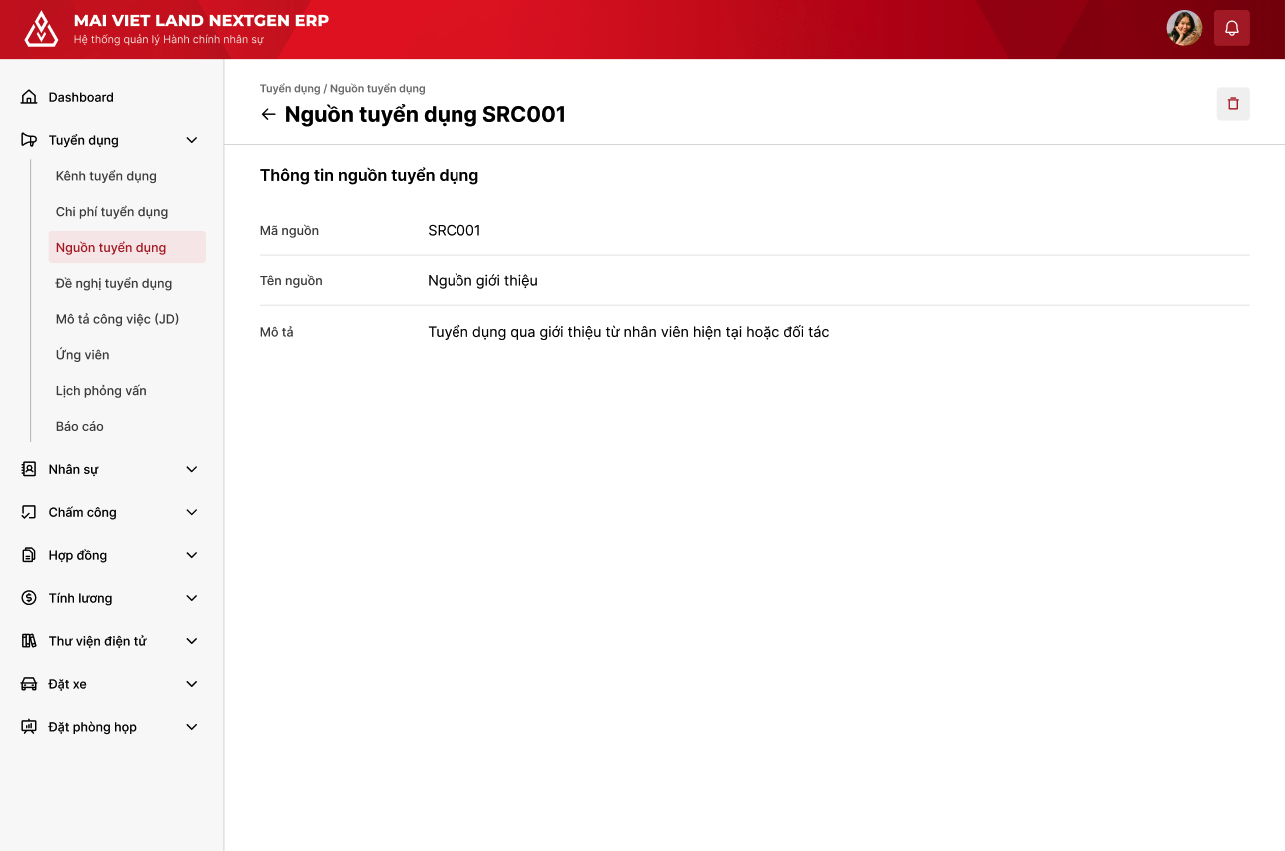 MAI VIET LAND NEXTGEN ERP
Hệ thống quản lý Hành chính nhân sự
Dashboard
Tuyển dụng
Kênh tuyển dụng
Chi phí tuyển dụng
Nguồn tuyển dụng
Đề nghị tuyển dụng
Mô tả công việc (JD)
Ứng viên
Lịch phỏng vấn
Báo cáo
Nhân sự
Chấm công
Hợp đồng
Tính lương
Thư viện điện tử
Đặt xe
Đặt phòng họp
Tuyển dụng / Nguồn tuyển dụng
Nguồn tuyển dụng SRC001
Thông tin nguồn tuyển dụng
Mã nguồn SRC001
Tên nguồn Nguồn giới thiệu
Mô tả Tuyển dụng qua giới thiệu từ nhân viên hiện tại hoặc đối tác